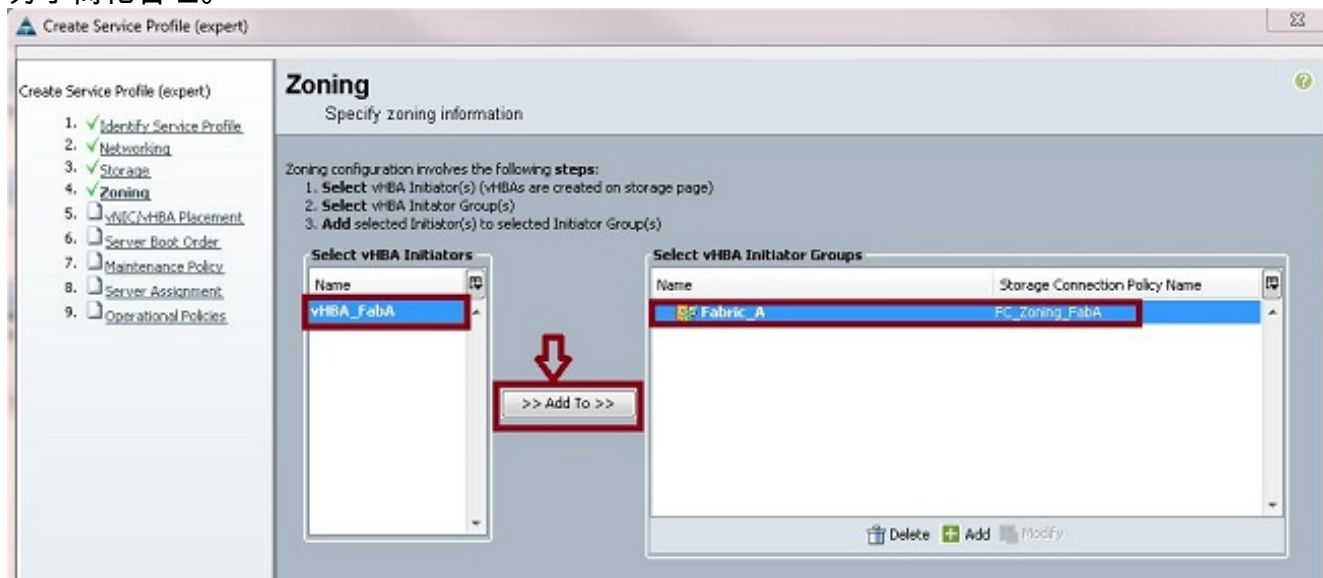 Create Service Profile (expert)
Create Service Profile (expert)
1. √ Identify Service Profile
2. √ Networking
3. √ Storage
4. √ Zoning
5. vNIC/vHBA Placement
6. Server Boot Order
7. Maintenance Policy
8. Server Assignment
9. Operational Policies
Zoning
Specify zoning information
Zoning configuration involves the following steps:
1. Select vHBA Initiator(s) (vHBAs are created on storage page)
2. Select vHBA Initator Group(s)
3. Add selected Initiator(s) to selected Initiator Group(s)
Select vHBA Initiators
Name
vHBA_FabA
>> Add To >>
Select vHBA Initiator Groups
Name Storage Connection Policy Name
Fabric_A FC_Zoning_FabA
Delete Add Modify